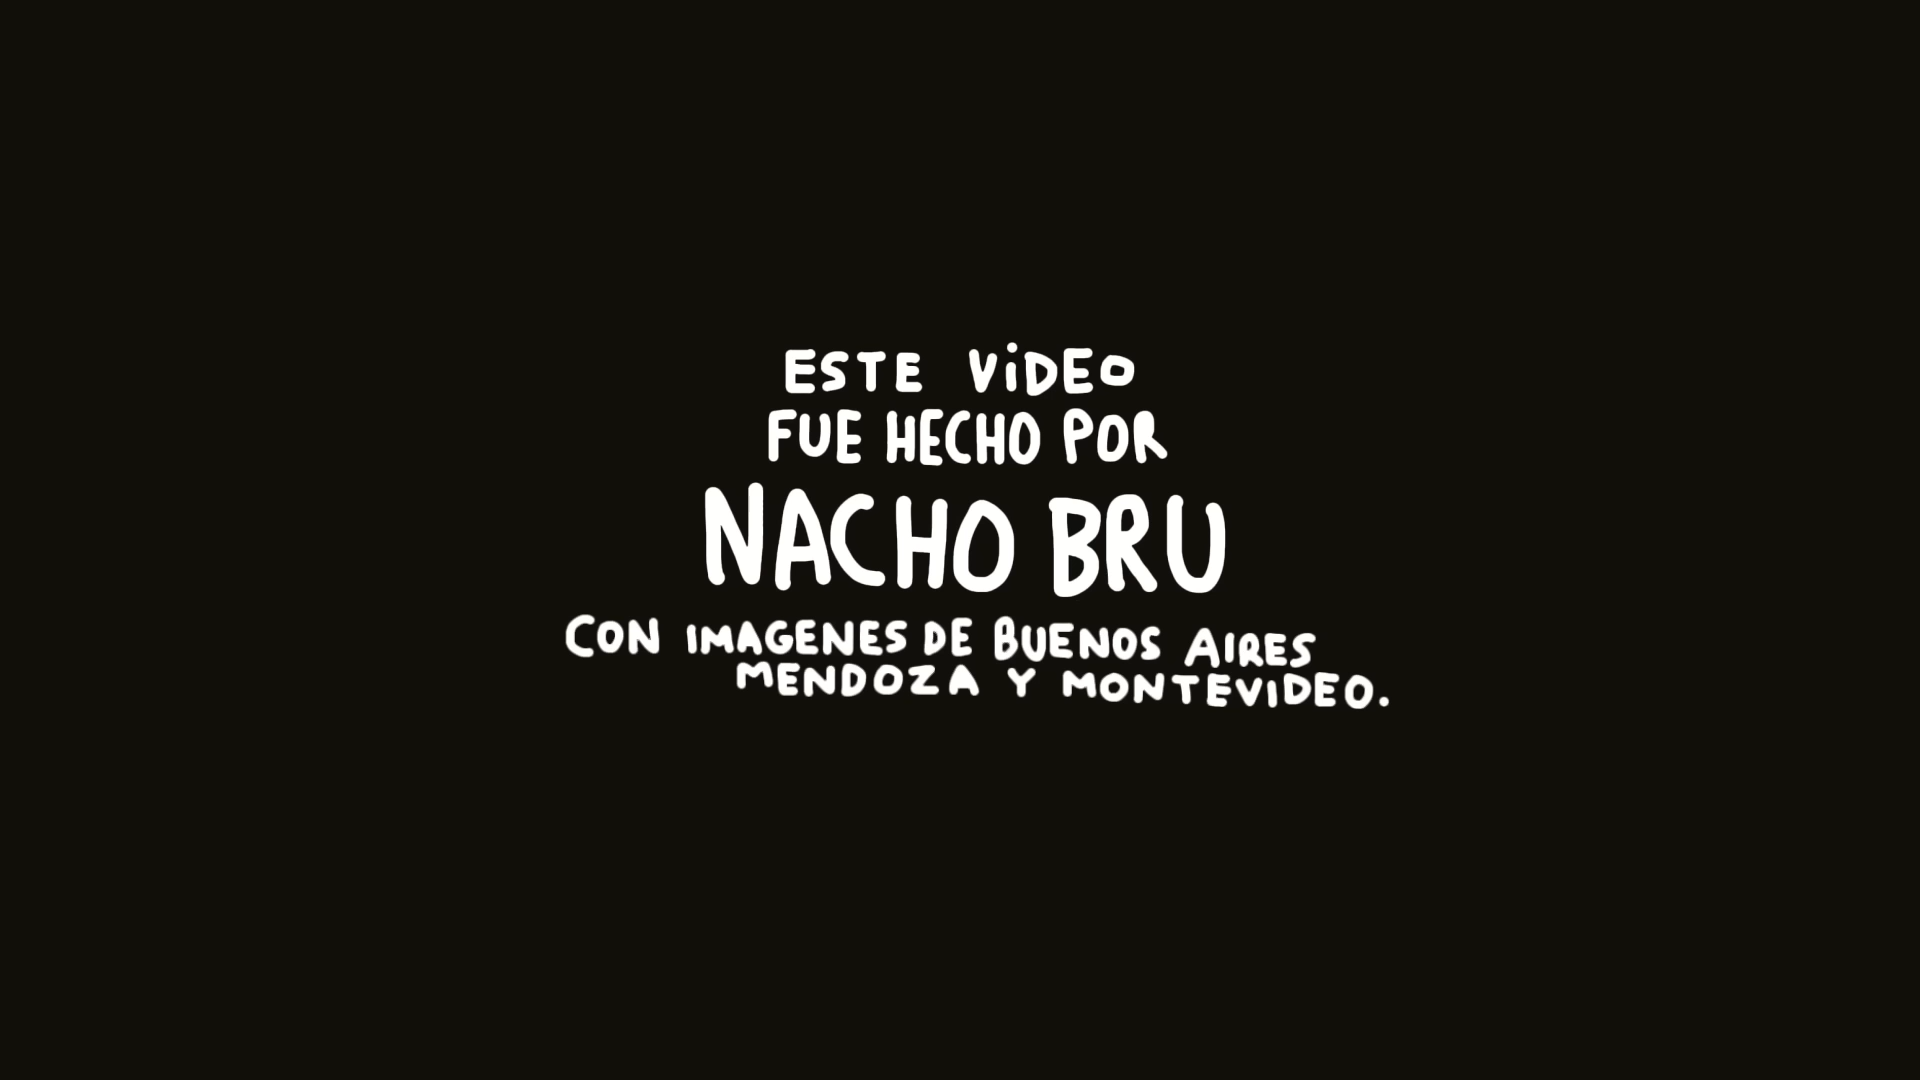 ESTE ViDEO
FUE HECHO POR
NACHO BRU
CON IMAGENES DE BUENOS AIRES
MENDOZA Y MONTEVIDEO.